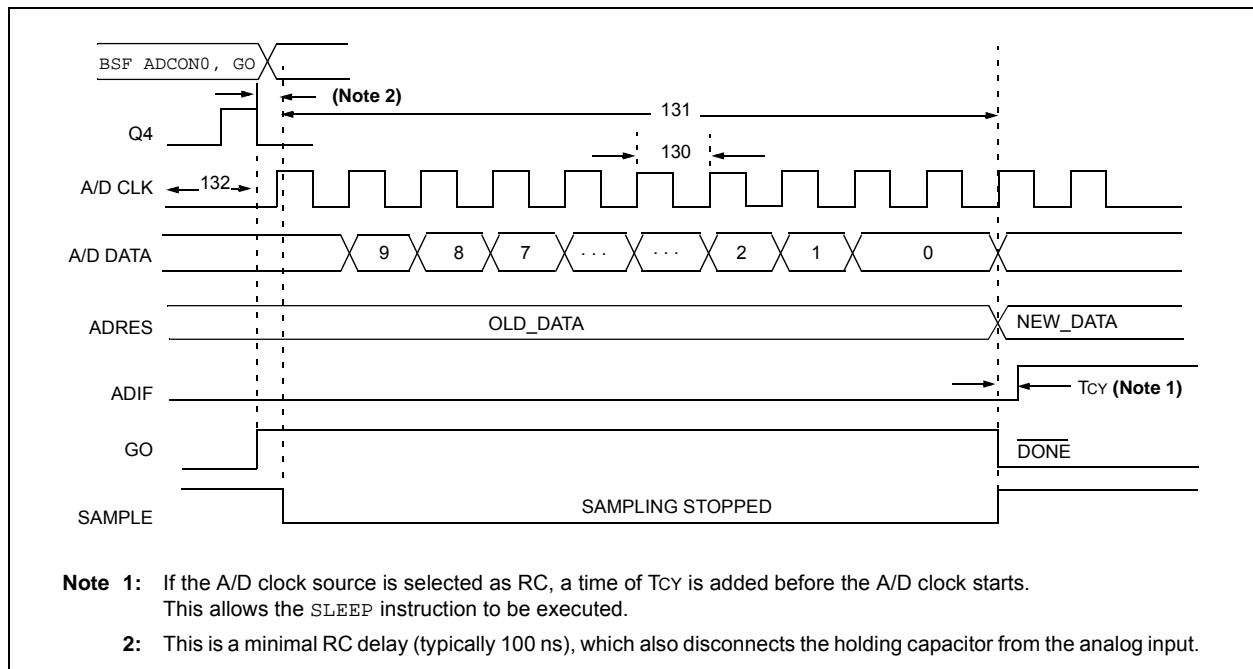 BSF ADCON0, GO
(Note 2)
131
Q4
130
A/D CLK
132
A/D DATA
9 8 7 . . . . . . 2 1 0
ADRES
OLD_DATA
NEW_DATA
ADIF
TCY (Note 1)
GO
DONE
SAMPLE
SAMPLING STOPPED
Note 1: If the A/D clock source is selected as RC, a time of TCY is added before the A/D clock starts.
This allows the SLEEP instruction to be executed.
2: This is a minimal RC delay (typically 100 ns), which also disconnects the holding capacitor from the analog input.